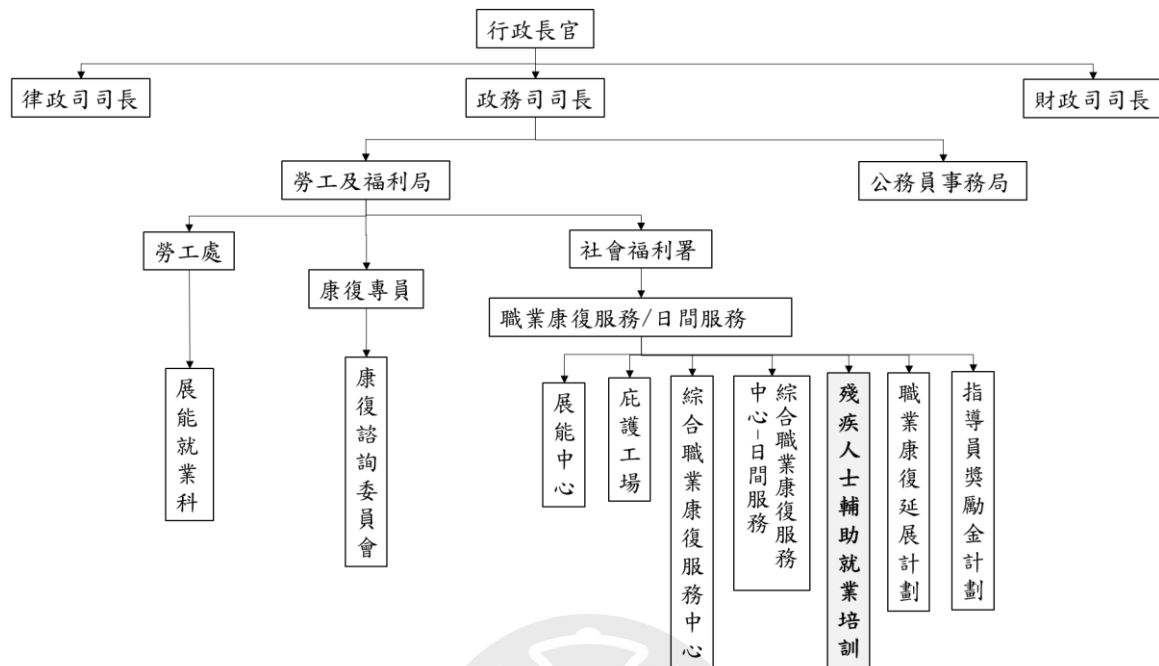 行政長官
律政司司長
政務司司長
財政司司長
勞工及福利局
公務員事務局
勞工處
社會福利署
康復專員
職業康復服務/日間服務
展能就業科
康復諮詢委員會
展能中心
庇護工場
綜合職業康復服務中心
綜合職業康復服務
中心-日間服務
殘疾人士輔助就業培訓
職業康復延展計劃
指導員獎勵金計劃